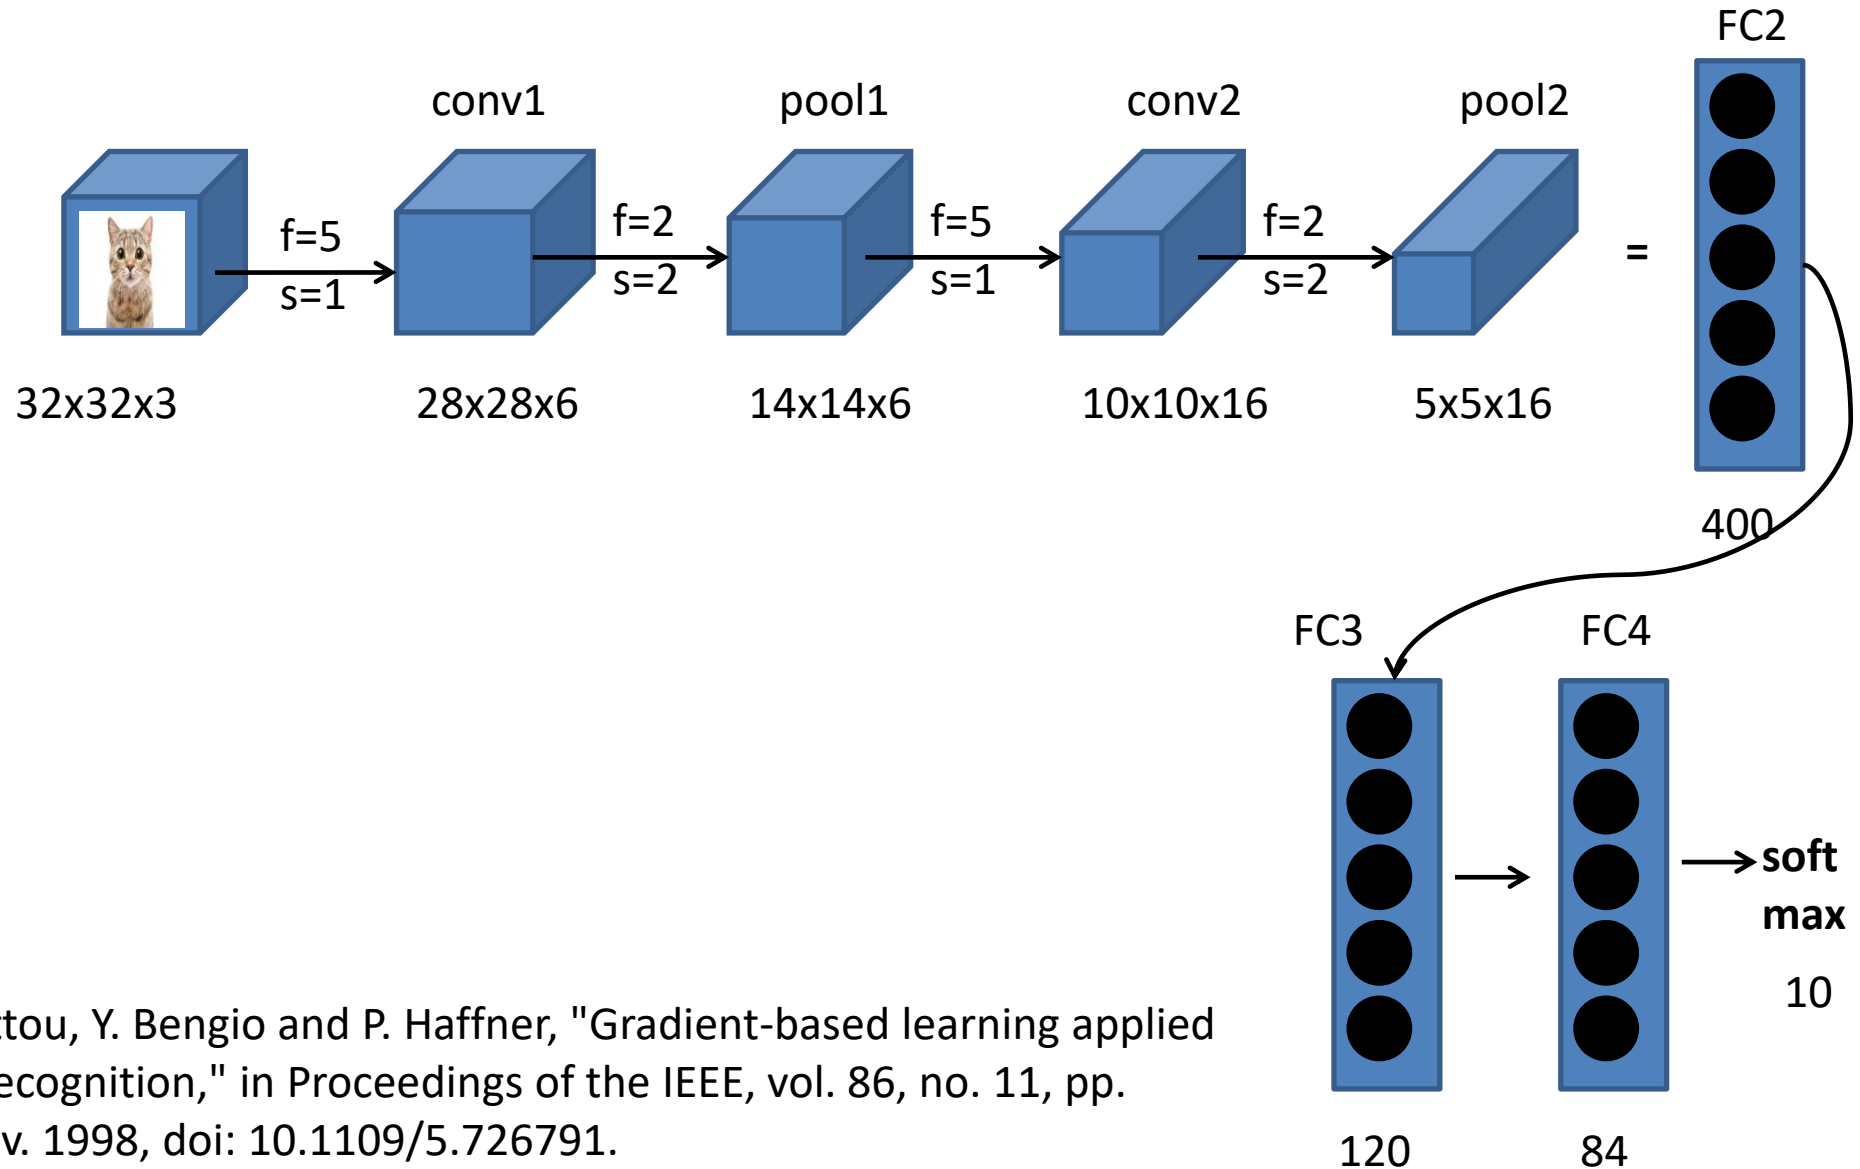 FC2
conv1
pool1
conv2
pool2
f=5
s=1
f=2
s=2
f=5
s=1
f=2
s=2
=
32x32x3
28x28x6
14x14x6
10x10x16
5x5x16
400
FC3
FC4
soft
max
10
120
84
Y. Bengio and P. Haffner, "Gradient-based learning applied
in Proceedings of the IEEE, vol. 86, no. 11, pp.
1998, doi: 10.1109/5.726791.